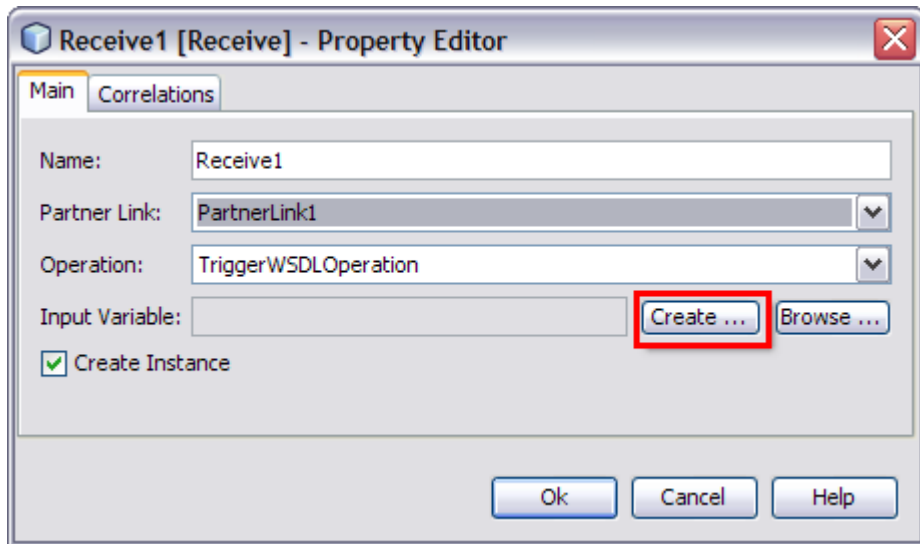 Receive1 [Receive] - Property Editor
Main Correlations
Name: Receive1
Partner Link: PartnerLink1
Operation: TriggerWSDLOperation
Input Variable: Create ... Browse ...
Create Instance
Ok Cancel Help